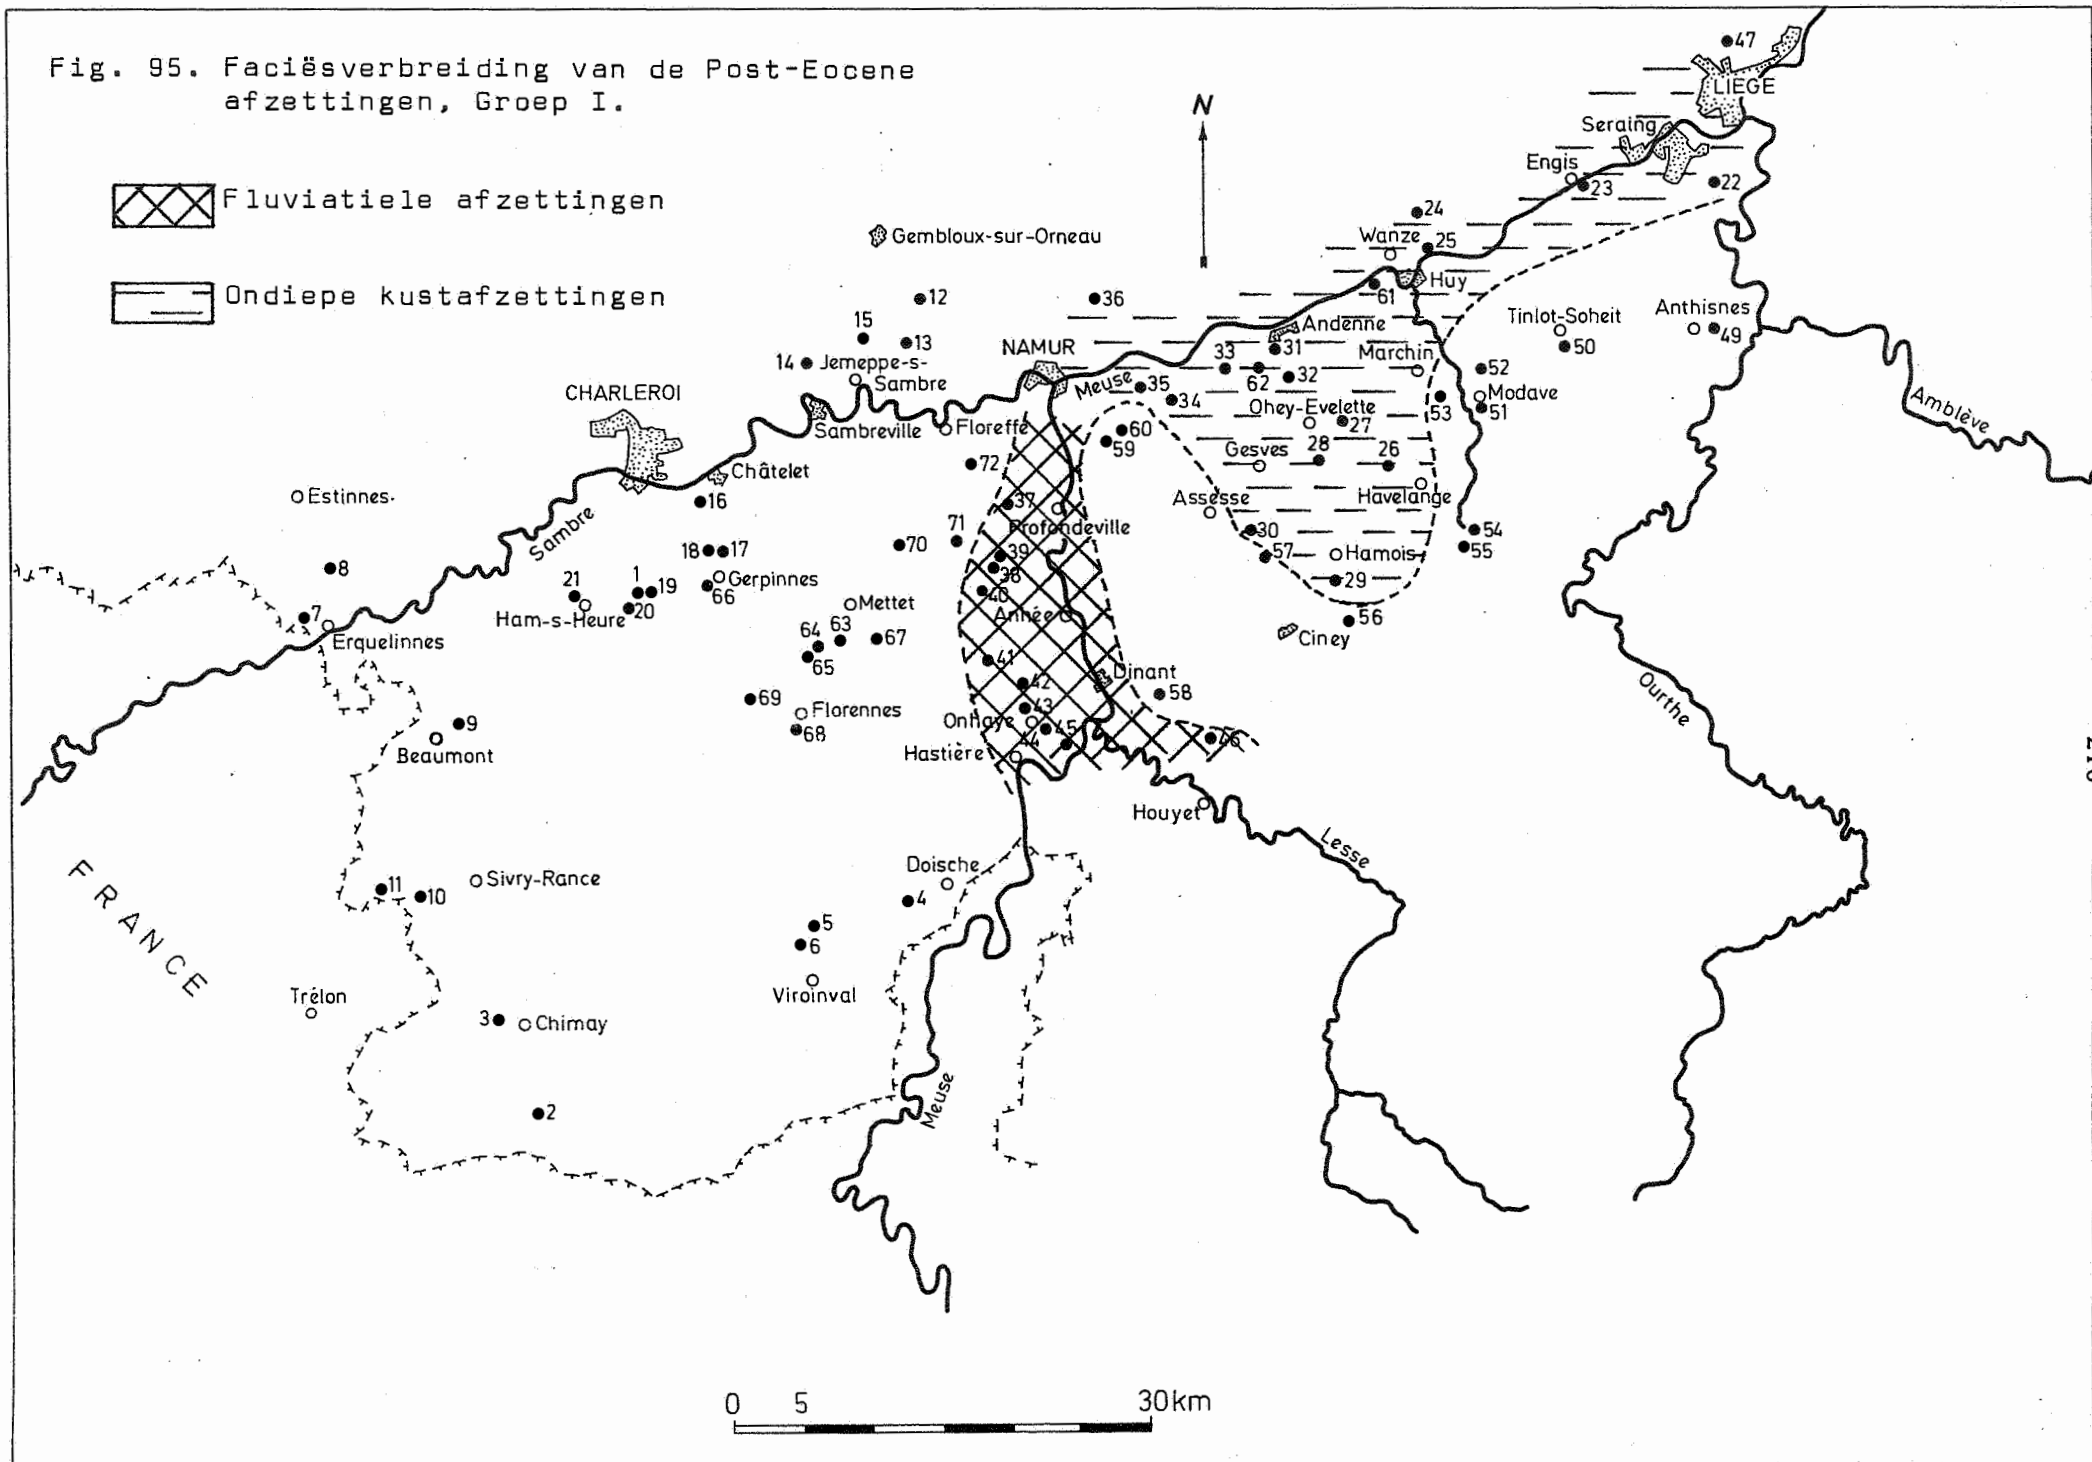 Fig. 95. Faciësverbreiding van de Post-Eocene
afzettingen, Groep I.
Fluviatiele afzettingen
Ondiepe kustafzettingen
N
47
LIEGE
Seraing
Engis
23
22
24
Wanze
25
Huy
61
Gembloux-sur-Orneau
12
36
15
13
14
Jemeppe-s-
Sambre
NAMUR
Meuse
35
34
33
62
31
32
Andenne
Marchin
Tinlot-Soheit
50
Anthisnes
49
52
Modave
51
53
Amblève
CHARLEROI
Sambreville
Floreffe
Châtelet
16
72
60
59
Ohey-Evelette
27
Gesves
28
26
Havelange
Assesse
30
57
Hamois
29
54
55
56
Ciney
Estinnes
8
7
Erquelinnes
Sambre
21
Ham-s-Heure
1
19
20
18
17
Gerpinnes
66
70
71
37
Profondeville
39
38
40
Anhée
Mettet
64
63
67
65
41
42
43
Dinant
58
69
Florennes
68
Onhaye
44
45
46
Hastière
9
Beaumont
Houyet
Lesse
Ourthe
FRANCE
11
10
Sivry-Rance
Doische
4
5
6
Viroinval
Trélon
3
Chimay
2
Meuse
0 5 30km